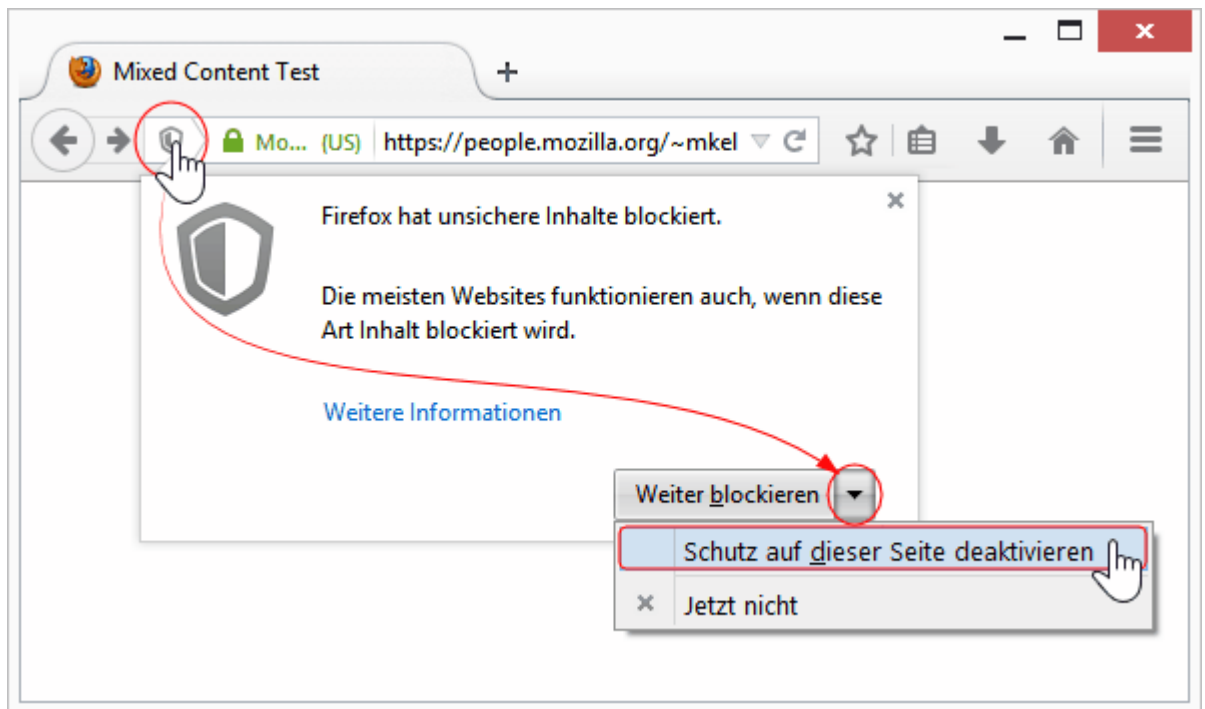 Mixed Content Test
Mo... (US) https://people.mozilla.org/~mkel
Firefox hat unsichere Inhalte blockiert.
Die meisten Websites funktionieren auch, wenn diese
Art Inhalt blockiert wird.
Weitere Informationen
Weiter blockieren
Schutz auf dieser Seite deaktivieren
Jetzt nicht